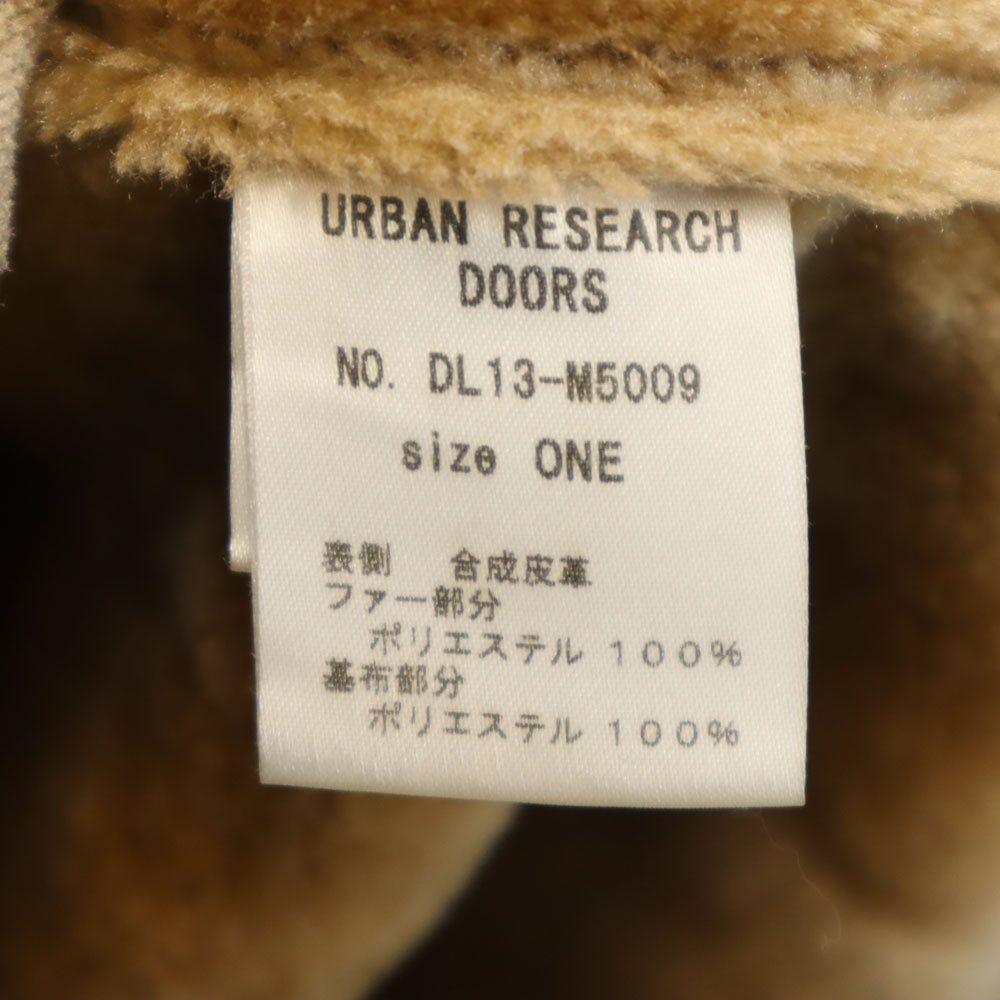 URBAN RESEARCH
DOORS
NO. DL13-M5009
size ONE
表側　合成皮革
ファー部分
ポリエステル １００％
基布部分
ポリエステル １００％